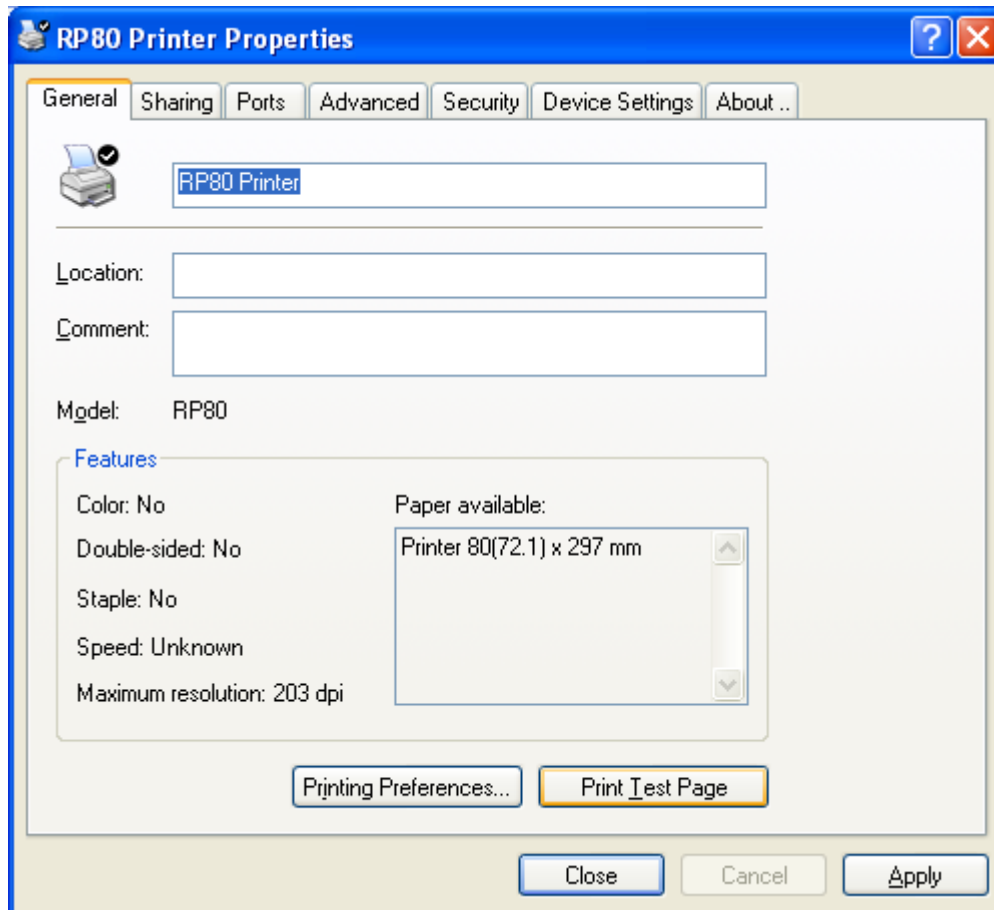 RP80 Printer Properties
General Sharing Ports Advanced Security Device Settings About ..
RP80 Printer
Location:
Comment:
Model: RP80
Features
Color: No Paper available:
Double-sided: No Printer 80(72.1) x 297 mm
Staple: No
Speed: Unknown
Maximum resolution: 203 dpi
Printing Preferences... Print Test Page
Close Cancel Apply